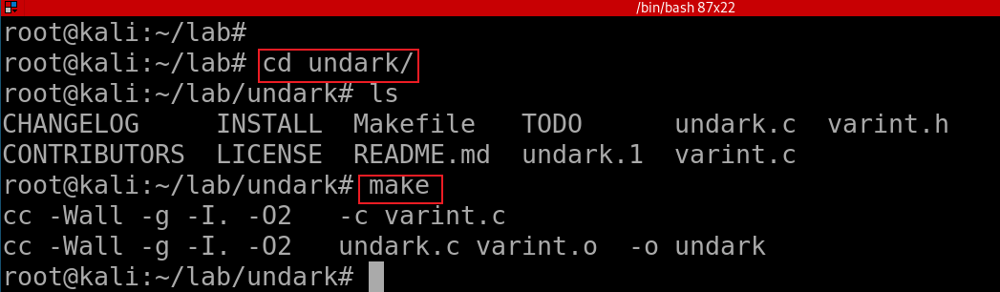 /bin/bash 87x22
root@kali:~/lab#
root@kali:~/lab# cd undark/
root@kali:~/lab/undark# ls
CHANGELOG     INSTALL  Makefile   TODO      undark.c  varint.h
CONTRIBUTORS  LICENSE  README.md  undark.1  varint.c
root@kali:~/lab/undark# make
cc -Wall -g -I. -O2   -c varint.c
cc -Wall -g -I. -O2   undark.c varint.o  -o undark
root@kali:~/lab/undark#